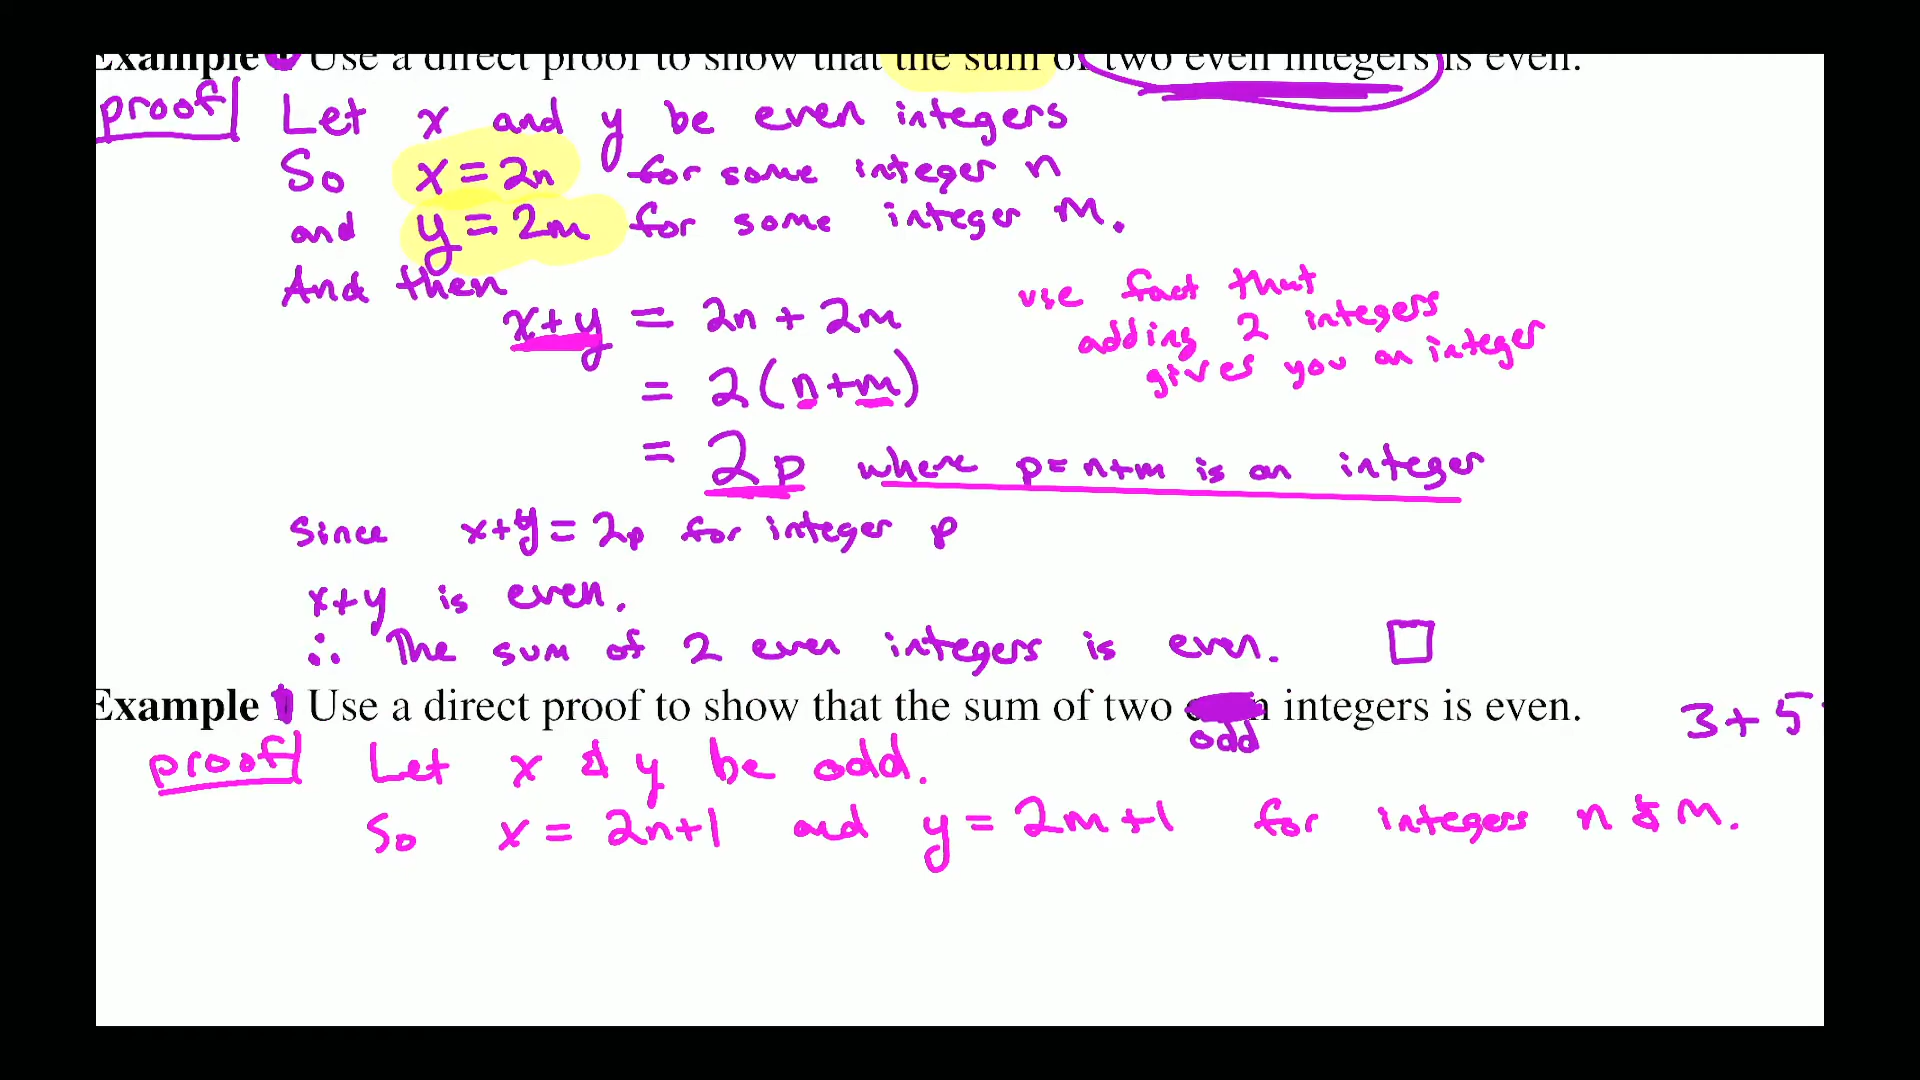 Example Use a direct proof to show that the sum of two even integers is even.
proof Let x and y be even integers
So x = 2n for some integer n
and y = 2m for some integer m.
And then
x+y = 2n + 2m
use fact that
adding 2 integers
gives you an integer
= 2(n+m)
= 2p where p = n+m is an integer
Since x+y = 2p for integer p
x+y is even.
∴ The sum of 2 even integers is even. □
Example Use a direct proof to show that the sum of two integers is even. 3+5
odd
proof Let x & y be odd.
So x = 2n+1 and y = 2m+1 for integers n & m.